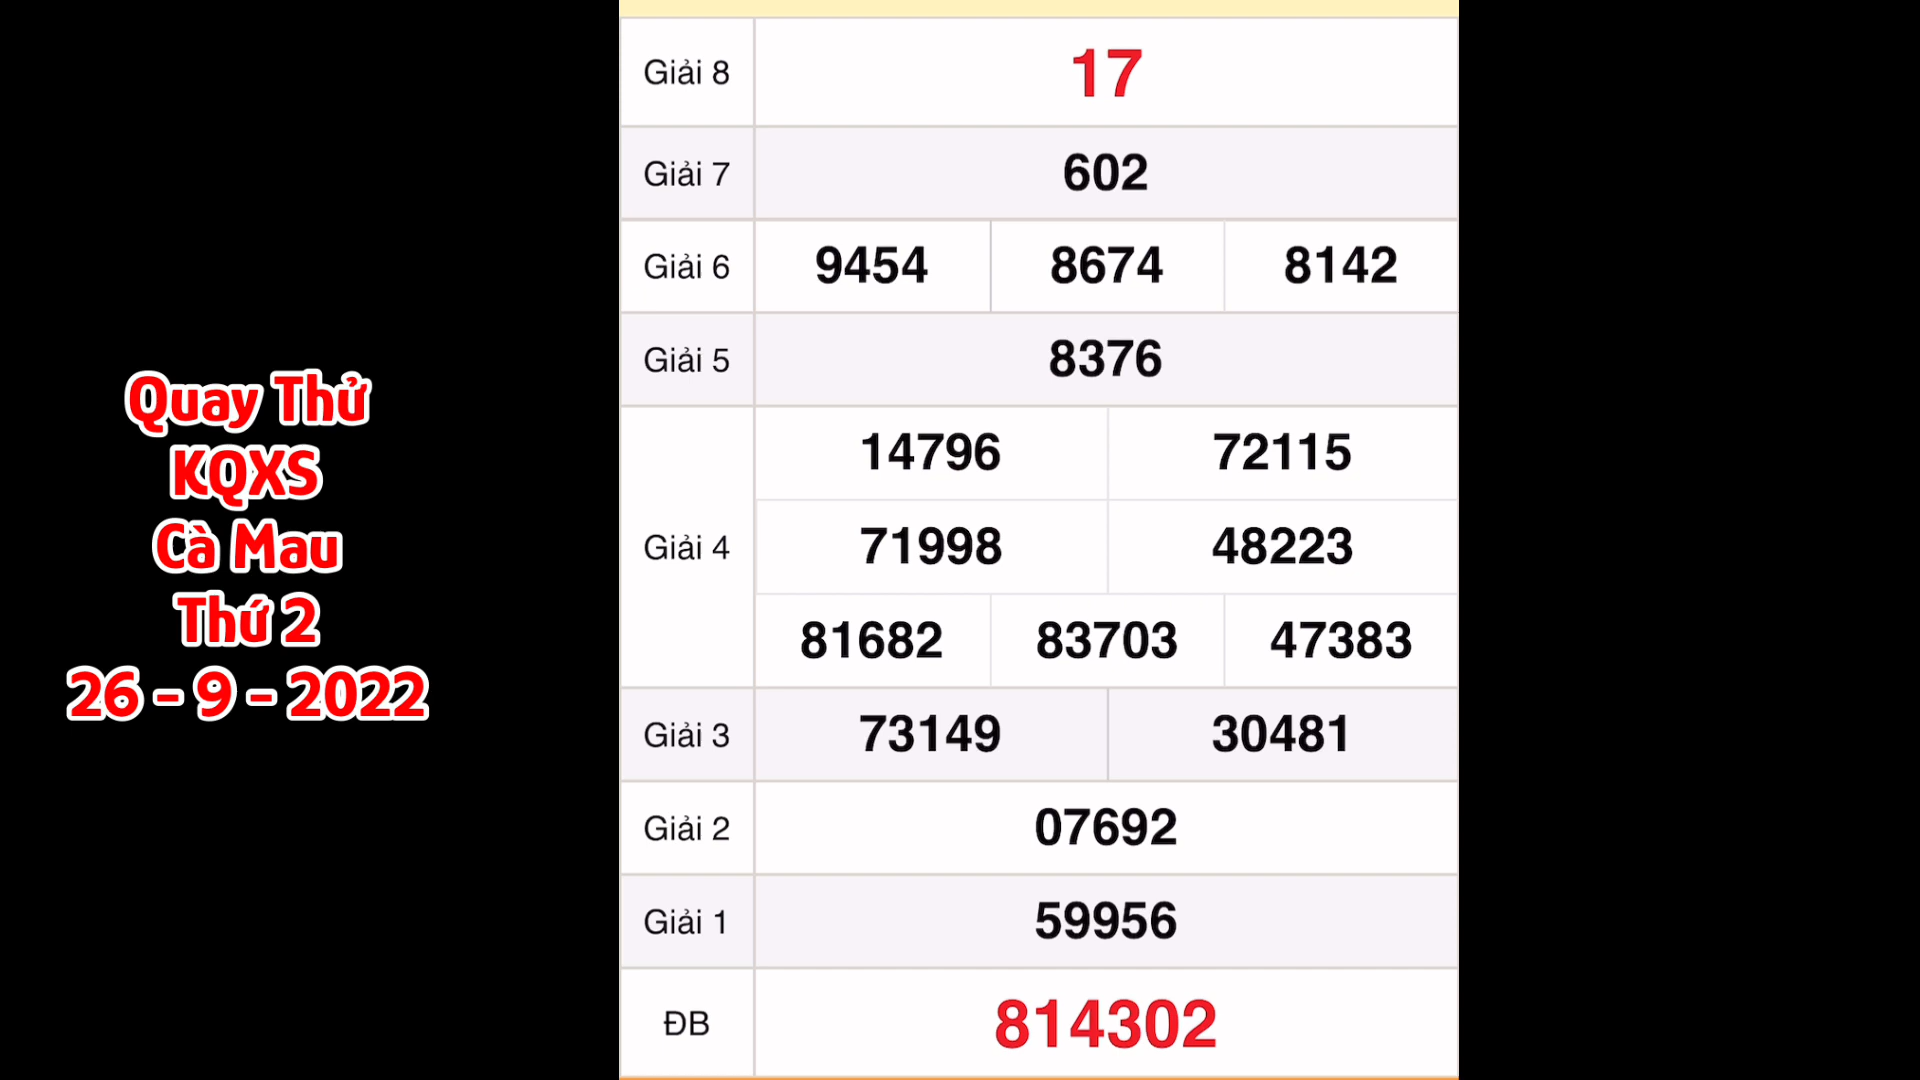 Quay Thử
KQXS
Cà Mau
Thứ 2
26 - 9 - 2022
Giải 8 17
Giải 7 602
Giải 6 9454 8674 8142
Giải 5 8376
14796 72115
Giải 4 71998 48223
81682 83703 47383
Giải 3 73149 30481
Giải 2 07692
Giải 1 59956
ĐB 814302